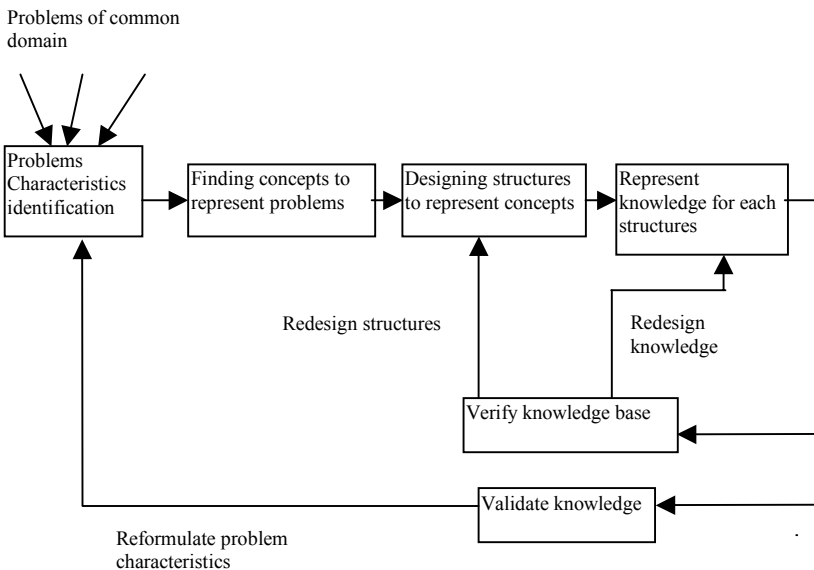 Problems of common
domain
Problems
Characteristics
identification
Finding concepts to
represent problems
Designing structures
to represent concepts
Represent
knowledge for each
structures
Redesign structures
Redesign
knowledge
Verify knowledge base
Validate knowledge
Reformulate problem
characteristics